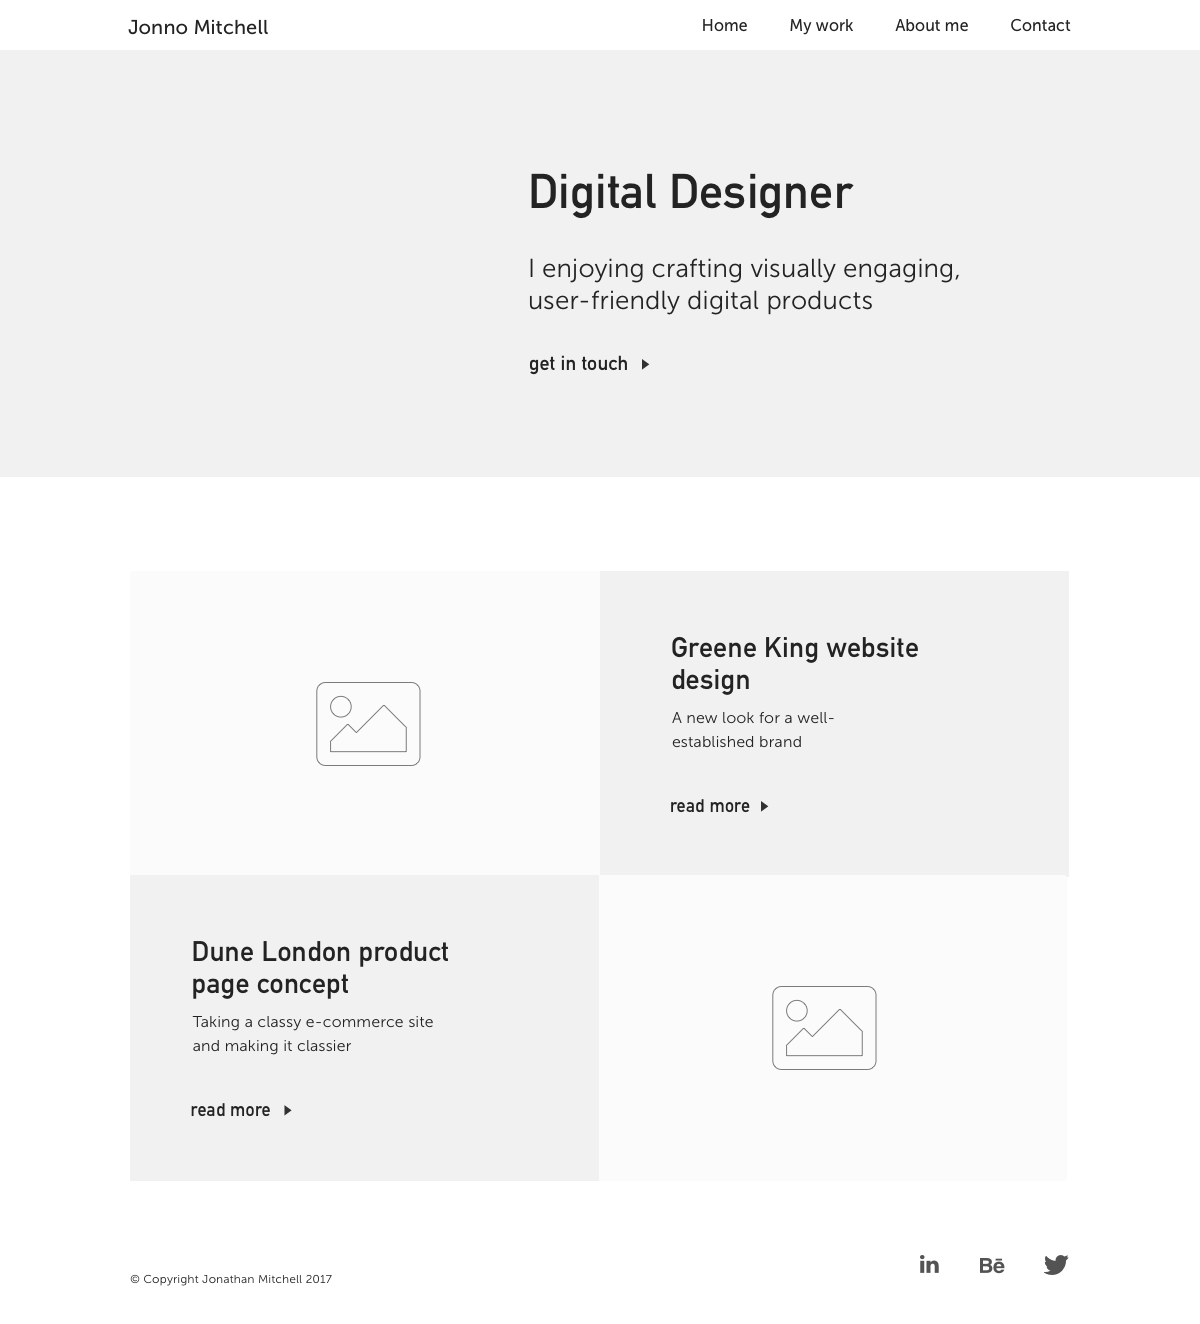 Jonno Mitchell
Home
My work
About me
Contact
Digital Designer
I enjoying crafting visually engaging,
user-friendly digital products
get in touch
Greene King website
design
A new look for a well-
established brand
read more
Dune London product
page concept
Taking a classy e-commerce site
and making it classier
read more
© Copyright Jonathan Mitchell 2017
in
Bē